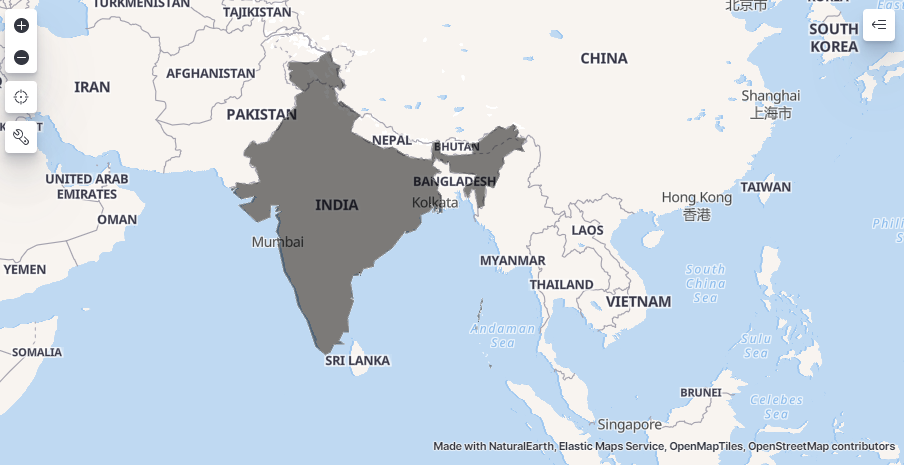 TURKMENISTAN
TAJIKISTAN
北京市
SOUTH
KOREA
CHINA
AFGHANISTAN
IRAN
Shanghai
上海市
PAKISTAN
NEPAL
BHUTAN
UNITED ARAB
EMIRATES
BANGLADESH
TAIWAN
Hong Kong
香港
INDIA
Kolkata
OMAN
LAOS
Mumbai
MYANMAR
YEMEN
South
China
Sea
THAILAND
VIETNAM
Andaman
Sea
Sulu
Sea
SOMALIA
SRI LANKA
BRUNEI
Celebes
Sea
Singapore
Made with NaturalEarth, Elastic Maps Service, OpenMapTiles, OpenStreetMap contributors